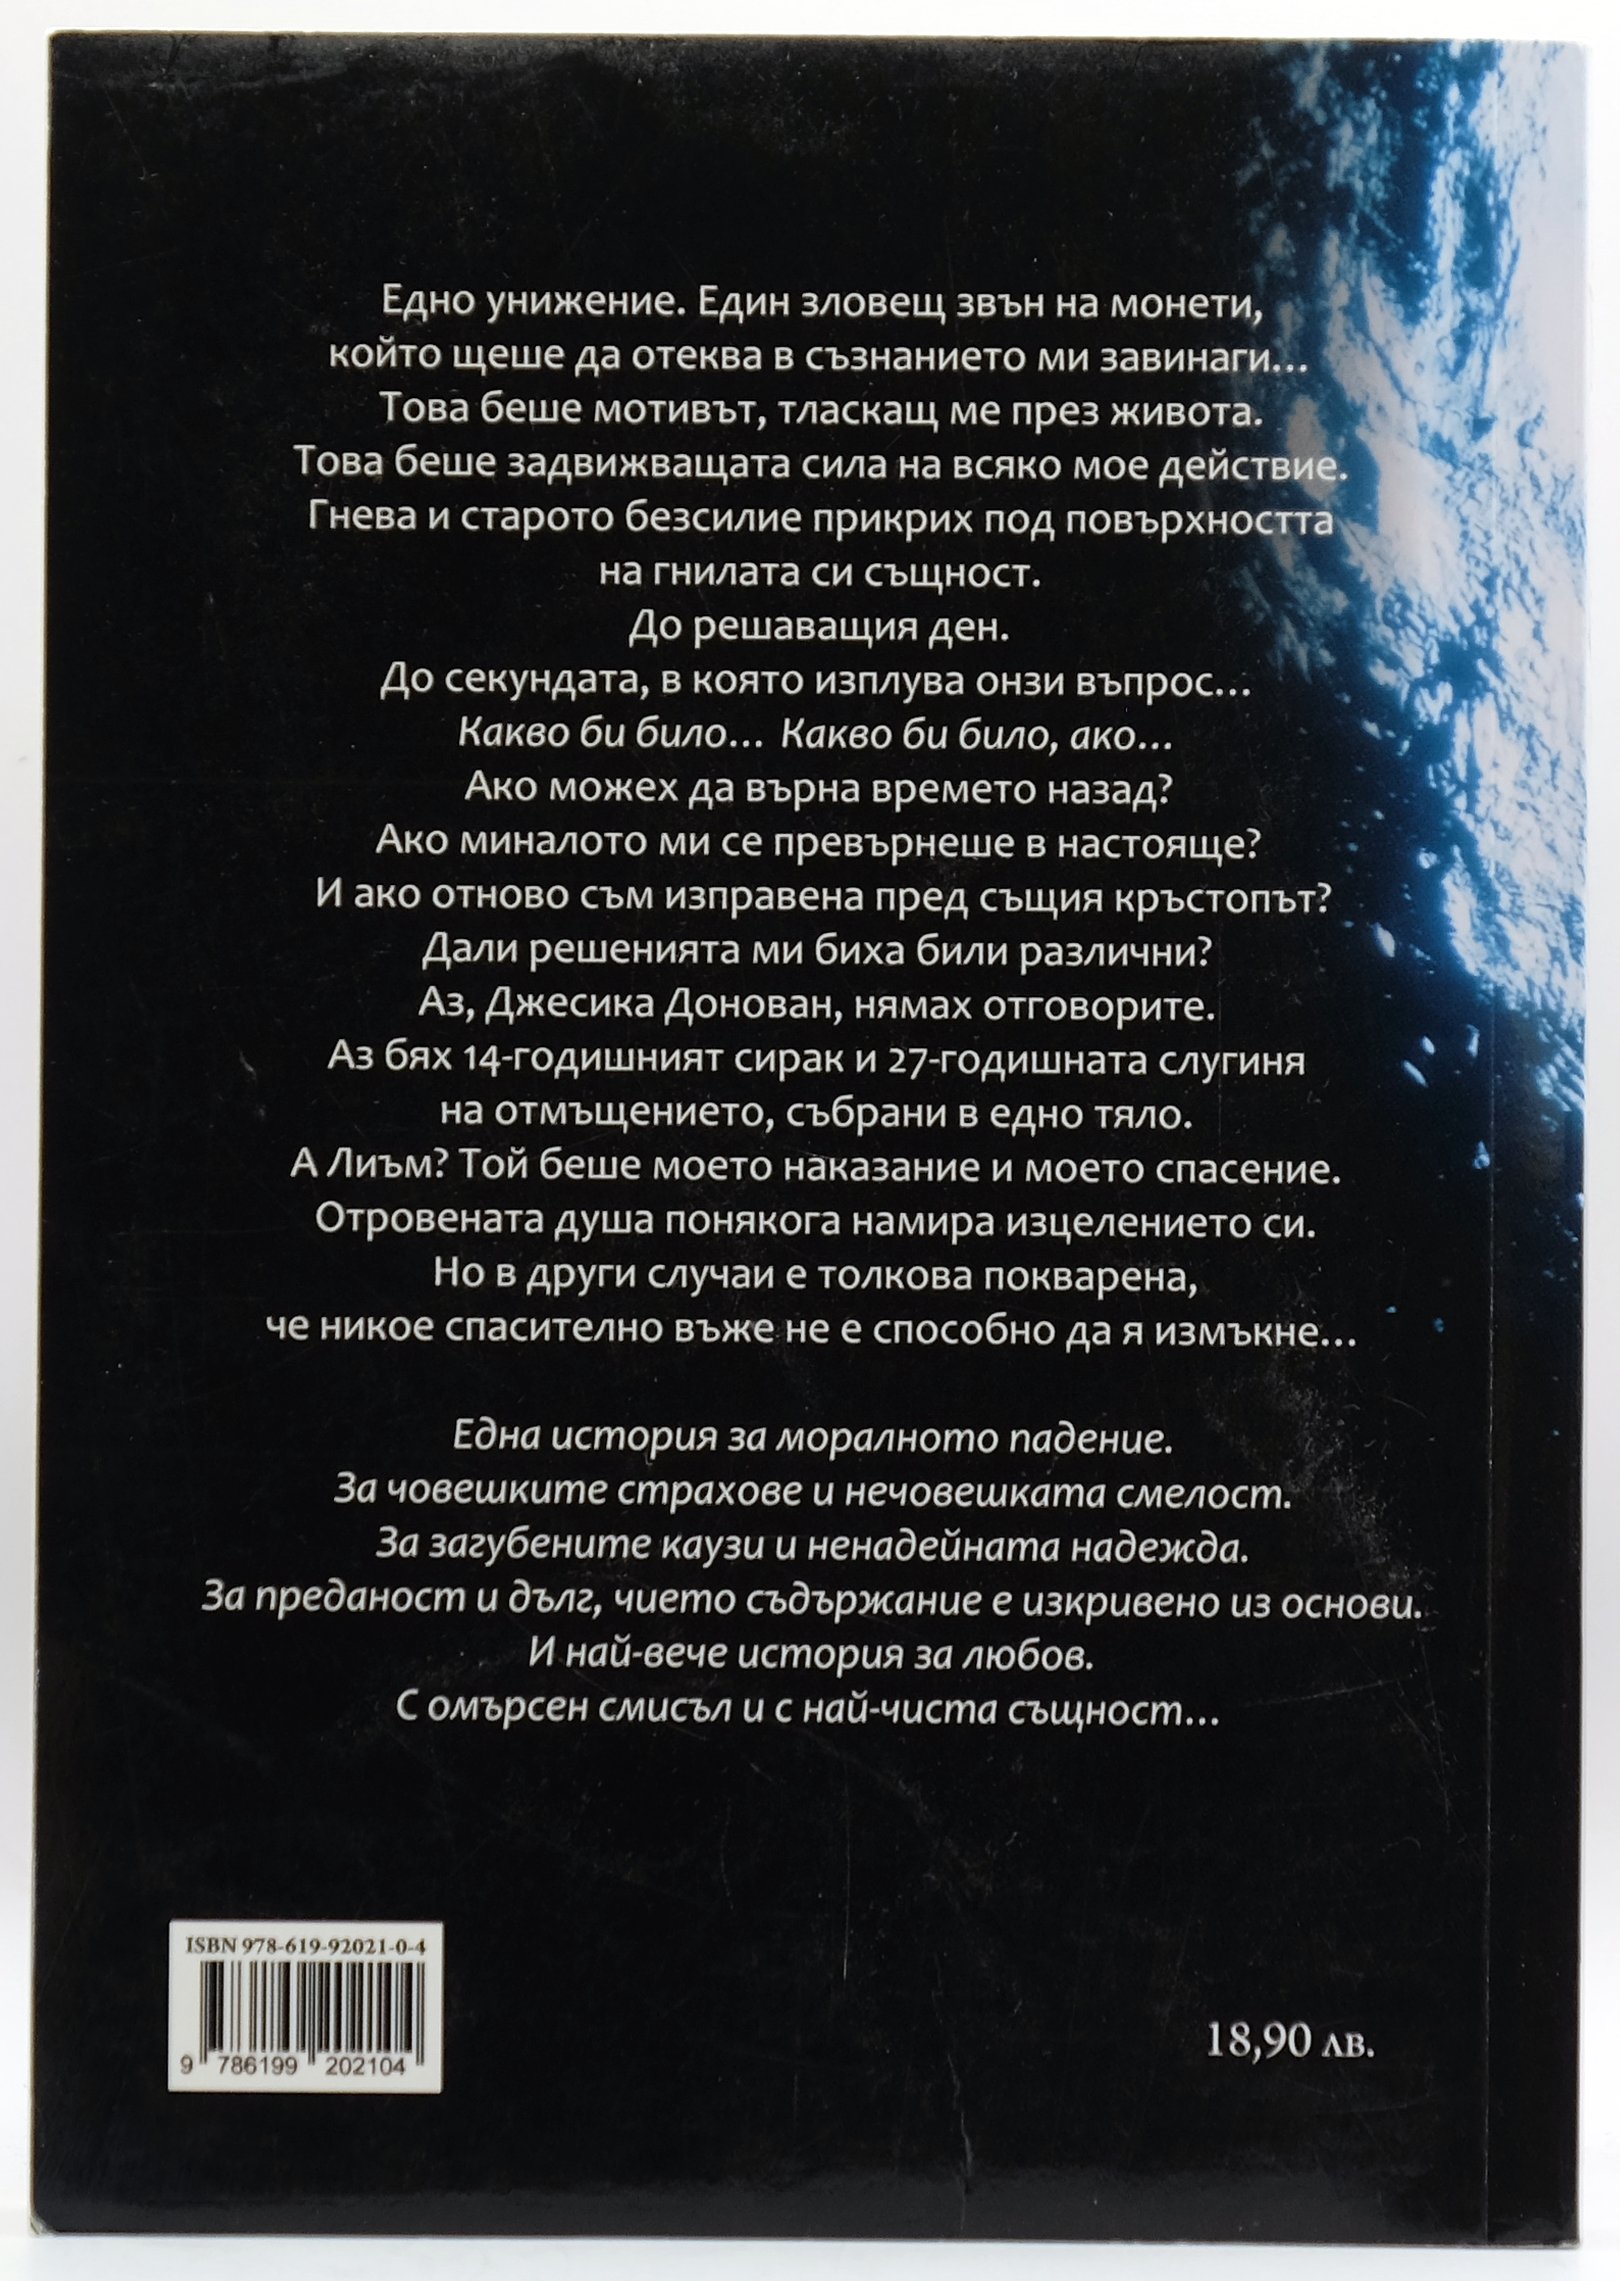 Едно унижение. Един зловещ звън на монети,
който щеше да отеква в съзнанието ми завинаги...
Това беше мотивът, тласкащ ме през живота.
Това беше задвижващата сила на всяко мое действие.
Гнева и старото безсилие прикрих под повърхността
на гнилата си същност.
До решаващия ден.
До секундата, в която изплува онзи въпрос...
Какво би било... Какво би било, ако...
Ако можех да върна времето назад?
Ако миналото ми се превърнеше в настояще?
И ако отново съм изправена пред същия кръстопът?
Дали решенията ми биха били различни?
Аз, Джесика Донован, нямах отговорите.
Аз бях 14-годишният сирак и 27-годишната слугиня
на отмъщението, събрани в едно тяло.
А Лиъм? Той беше моето наказание и моето спасение.
Отровената душа понякога намира изцелението си.
Но в други случаи е толкова покварена,
че никое спасително въже не е способно да я измъкне...
Една история за моралното падение.
За човешките страхове и нечовешката смелост.
За загубените каузи и ненадейната надежда.
За преданост и дълг, чието съдържание е изкривено из основи.
И най-вече история за любов.
С омърсен смисъл и с най-чиста същност...
ISBN 978-619-92021-0-4
9 786199 202104
18,90 лв.